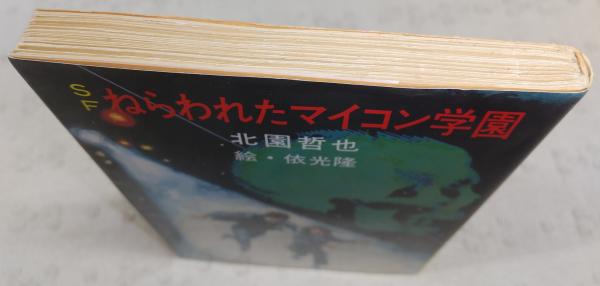 SF
ねらわれたマイコン学園
北園哲也
絵・依光隆